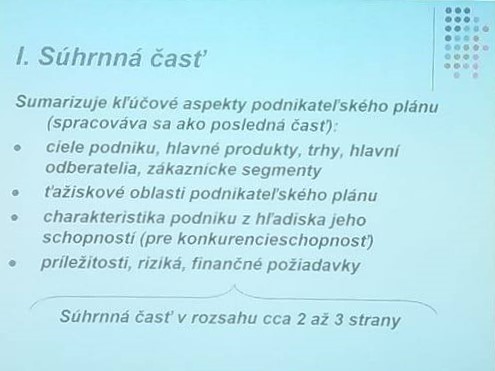 I. Súhrnná časť
Sumarizuje kľúčové aspekty podnikateľského plánu
(spracováva sa ako posledná časť):
• ciele podniku, hlavné produkty, trhy, hlavní
odberatelia, zákaznícke segmenty
• ťažiskové oblasti podnikateľského plánu
• charakteristika podniku z hľadiska jeho
schopností (pre konkurencieschopnosť)
• príležitosti, riziká, finančné požiadavky
Súhrnná časť v rozsahu cca 2 až 3 strany